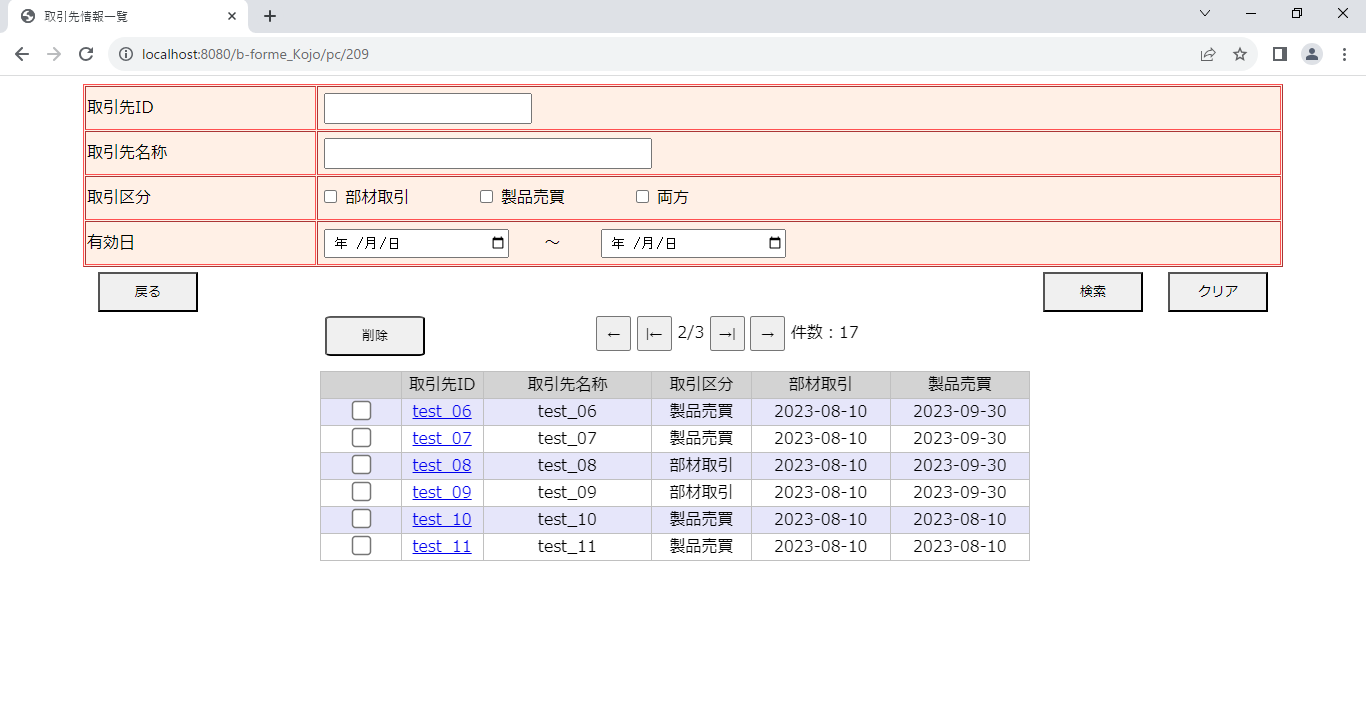 取引先情報一覧
localhost:8080/b-forme_Kojo/pc/209
取引先ID
取引先名称
取引区分 部材取引 製品売買 両方
有効日 年 /月/日 ～ 年 /月/日
戻る 検索 クリア
削除 ← |← 2/3 →| → 件数：17
取引先ID 取引先名称 取引区分 部材取引 製品売買
test_06 test_06 製品売買 2023-08-10 2023-09-30
test_07 test_07 製品売買 2023-08-10 2023-09-30
test_08 test_08 部材取引 2023-08-10 2023-09-30
test_09 test_09 部材取引 2023-08-10 2023-09-30
test_10 test_10 製品売買 2023-08-10 2023-08-10
test_11 test_11 製品売買 2023-08-10 2023-08-10